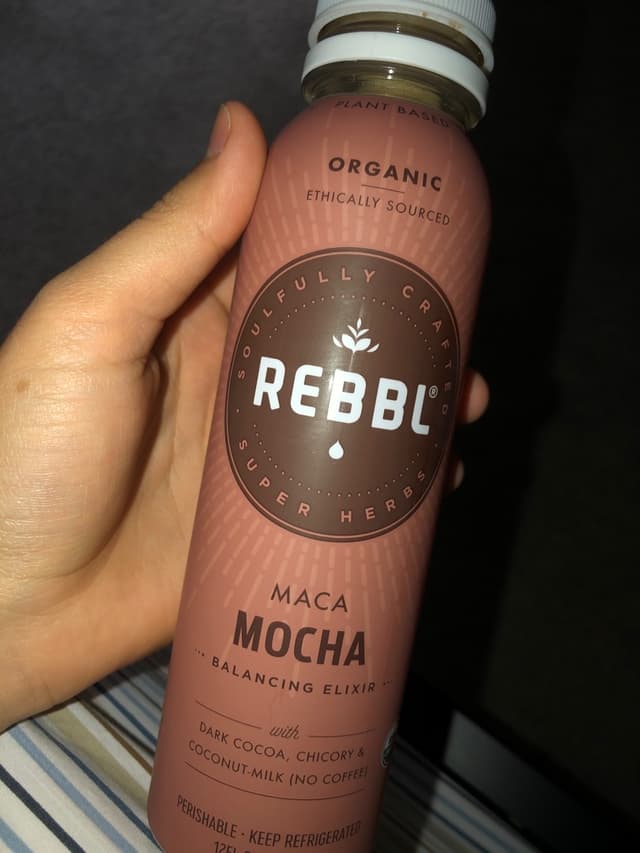 PLANT BASED
ORGANIC
ETHICALLY SOURCED
SOULFULLY CRAFTED
REBBL®
SUPER HERBS
MACA
MOCHA
BALANCING ELIXIR
with
DARK COCOA, CHICORY &
COCONUT-MILK (NO COFFEE)
PERISHABLE · KEEP REFRIGERATED
12FL